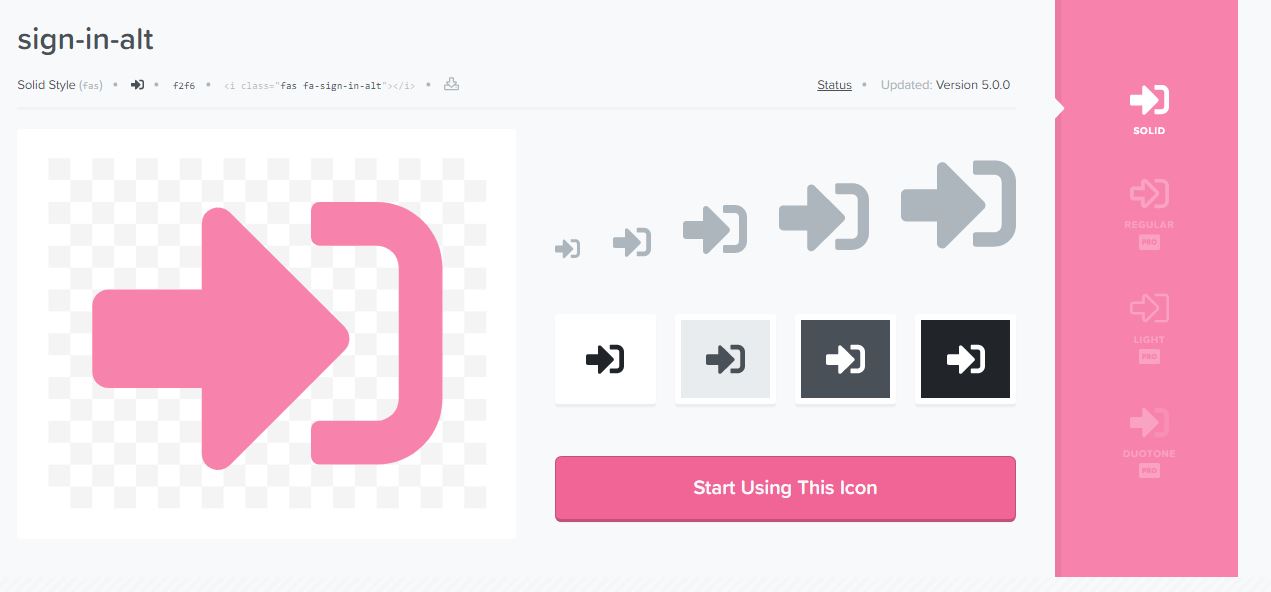 sign-in-alt
Solid Style (fas) • • f2f6 • <i class="fas fa-sign-in-alt"></i> •
Status • Updated: Version 5.0.0
SOLID
REGULAR
PRO
LIGHT
PRO
DUOTONE
PRO
Start Using This Icon